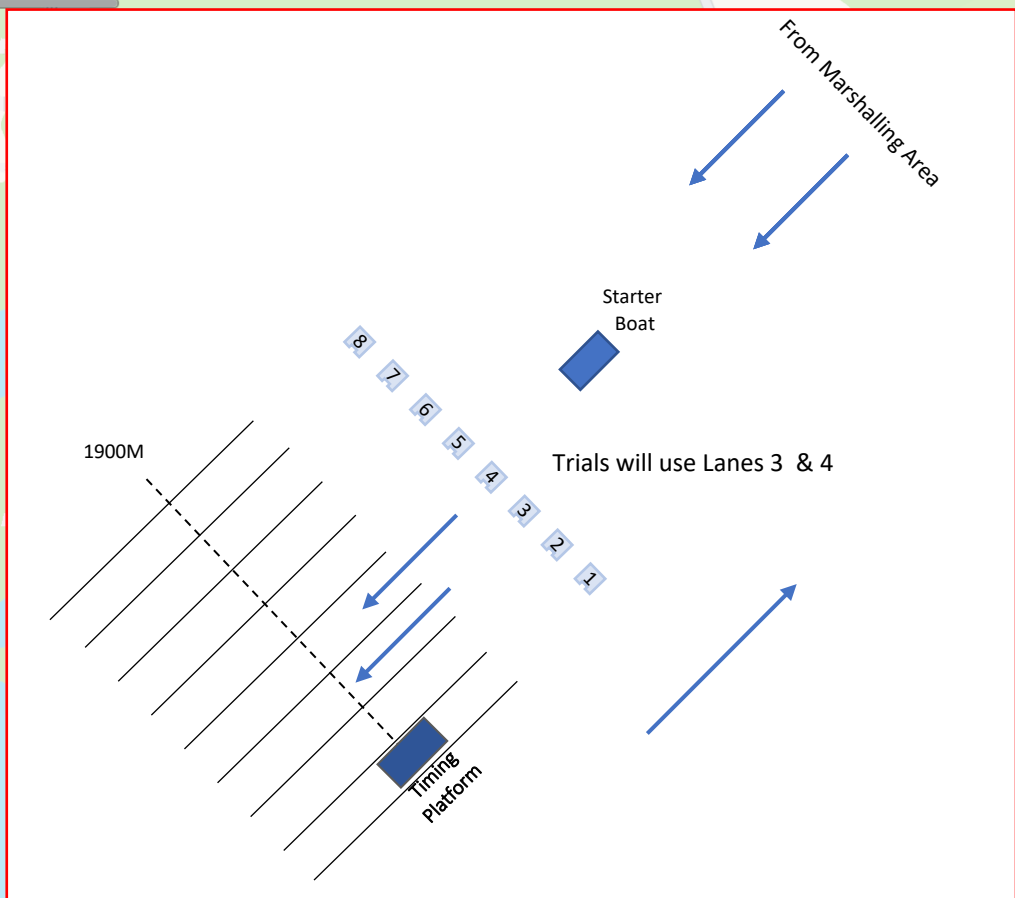 From Marshalling Area
Starter
Boat
8
7
6
5
4
3
2
1
1900M
Trials will use Lanes 3 & 4
Timing
Platform